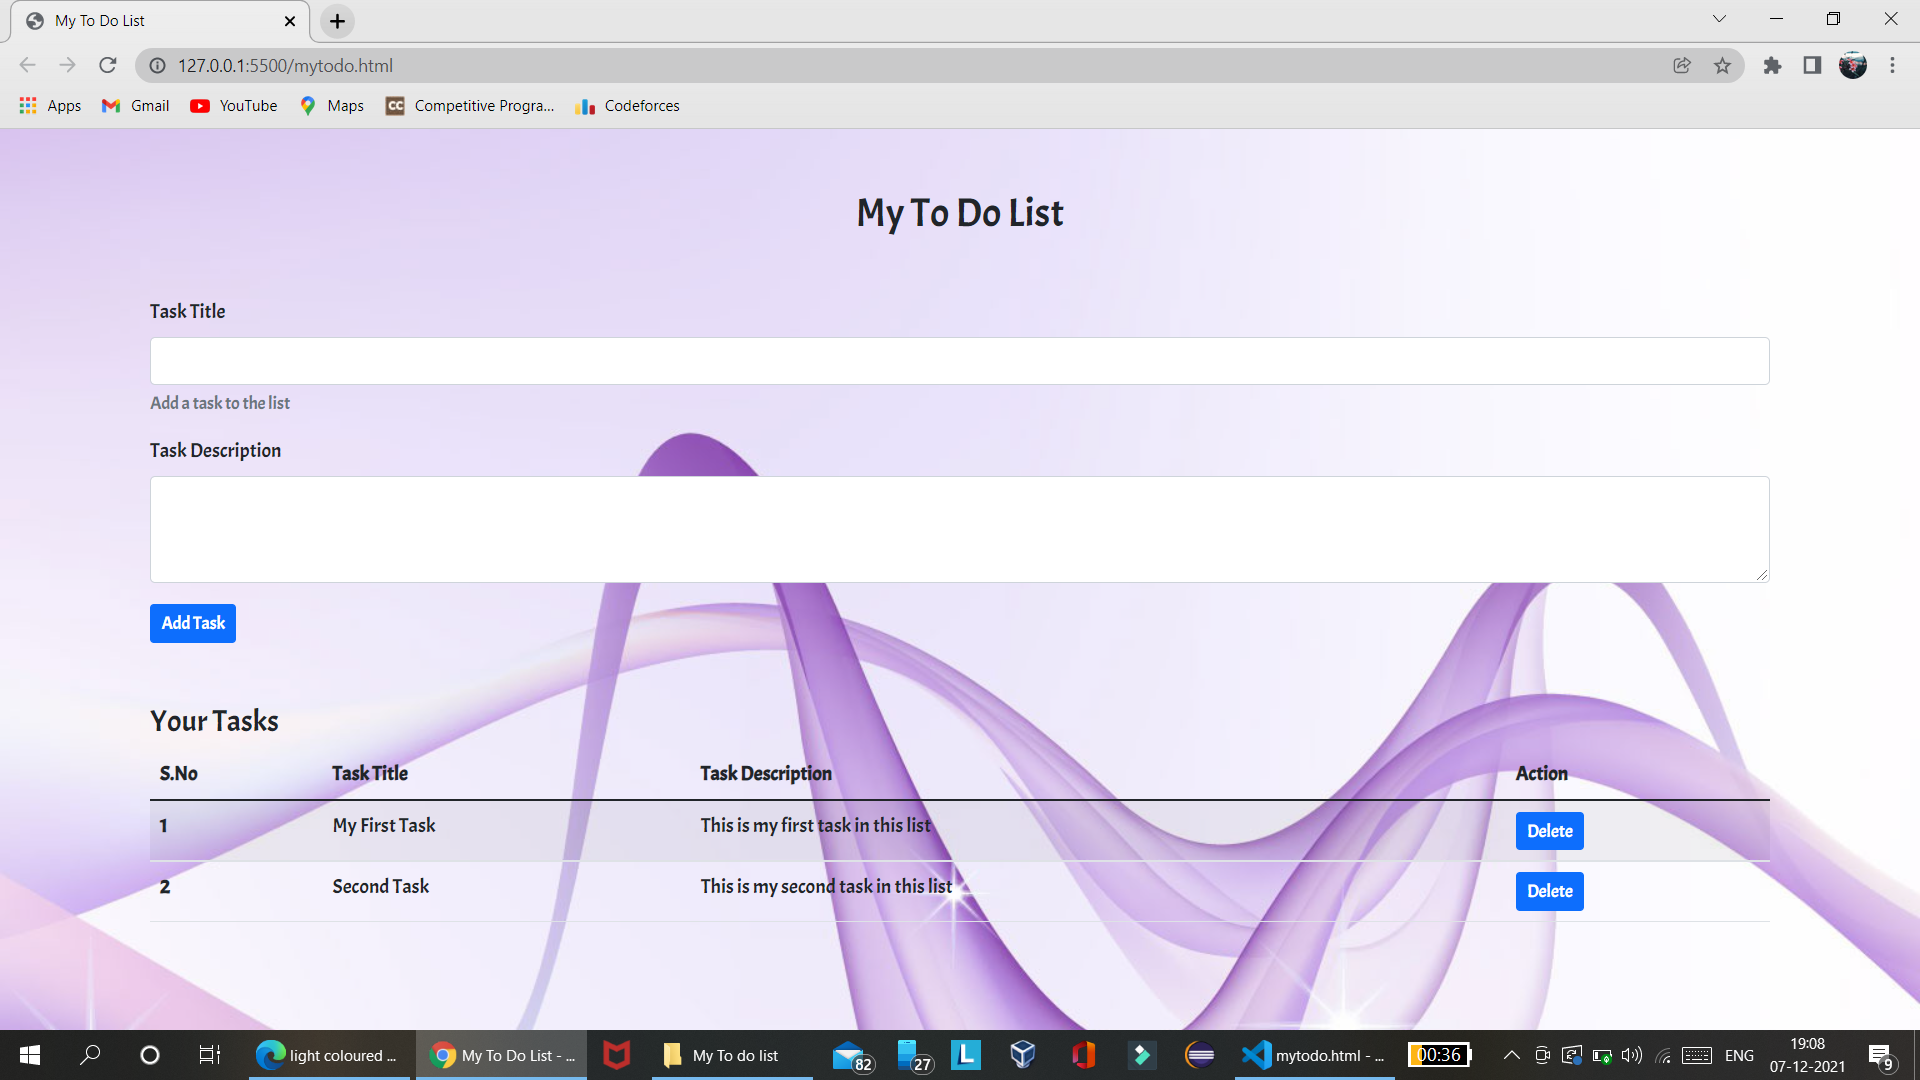 My To Do List
127.0.0.1:5500/mytodo.html
Apps Gmail YouTube Maps CC Competitive Progra... Codeforces
My To Do List
Task Title
Add a task to the list
Task Description
Add Task
Your Tasks
S.No Task Title Task Description Action
1 My First Task This is my first task in this list Delete
2 Second Task This is my second task in this list Delete
light coloured ... My To Do List - ... My To do list 82 27 L mytodo.html - ... 00:36 ENG 19:08
07-12-2021 9